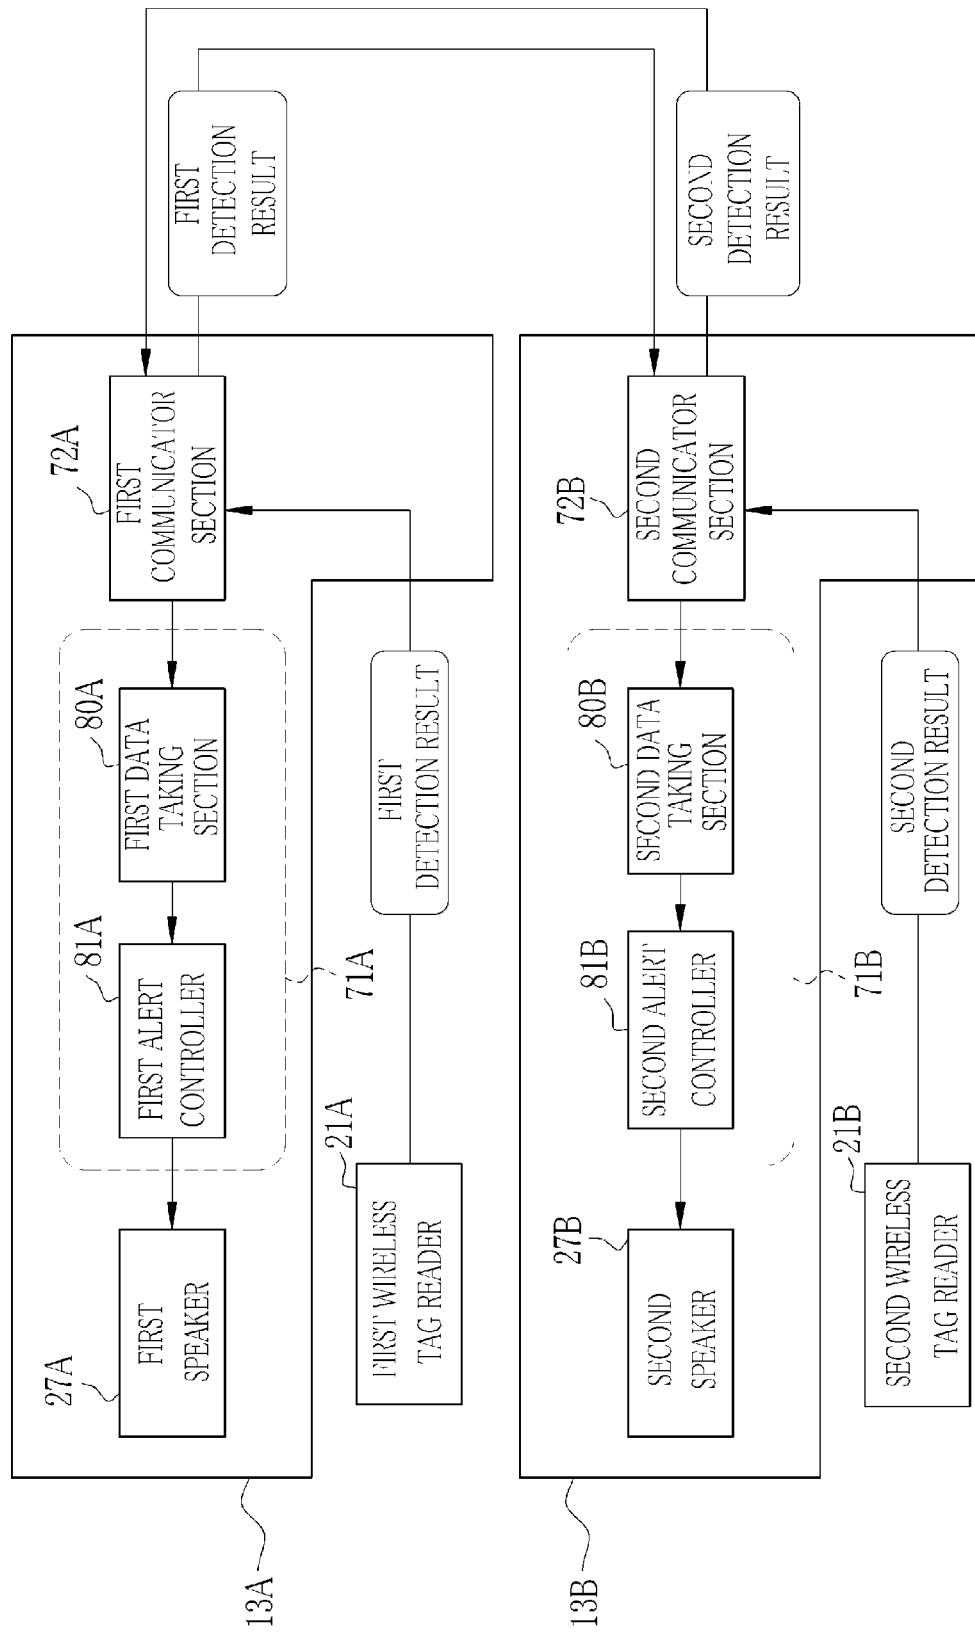 13A
27A
FIRST
SPEAKER
81A
FIRST ALERT
CONTROLLER
80A
FIRST DATA
TAKING
SECTION
72A
FIRST
COMMUNICATOR
SECTION
FIRST
DETECTION
RESULT
71A
21A
FIRST WIRELESS
TAG READER
FIRST
DETECTION RESULT
13B
27B
SECOND
SPEAKER
81B
SECOND ALERT
CONTROLLER
80B
SECOND DATA
TAKING
SECTION
72B
SECOND
COMMUNICATOR
SECTION
SECOND
DETECTION
RESULT
71B
21B
SECOND WIRELESS
TAG READER
SECOND
DETECTION RESULT